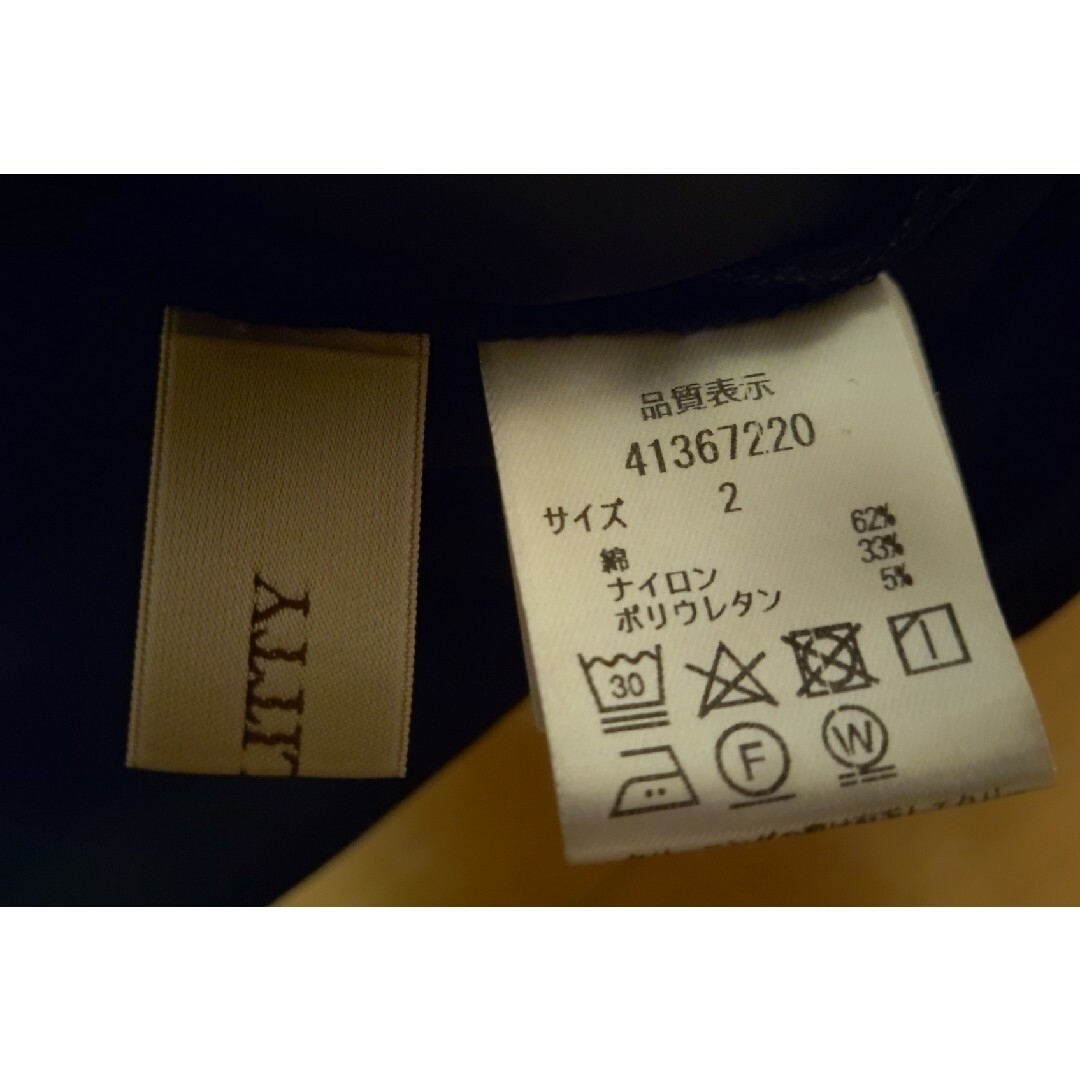 LITTY
品質表示
41367220
サイズ 2
綿 62%
ナイロン 33%
ポリウレタン 5%
30
F
W